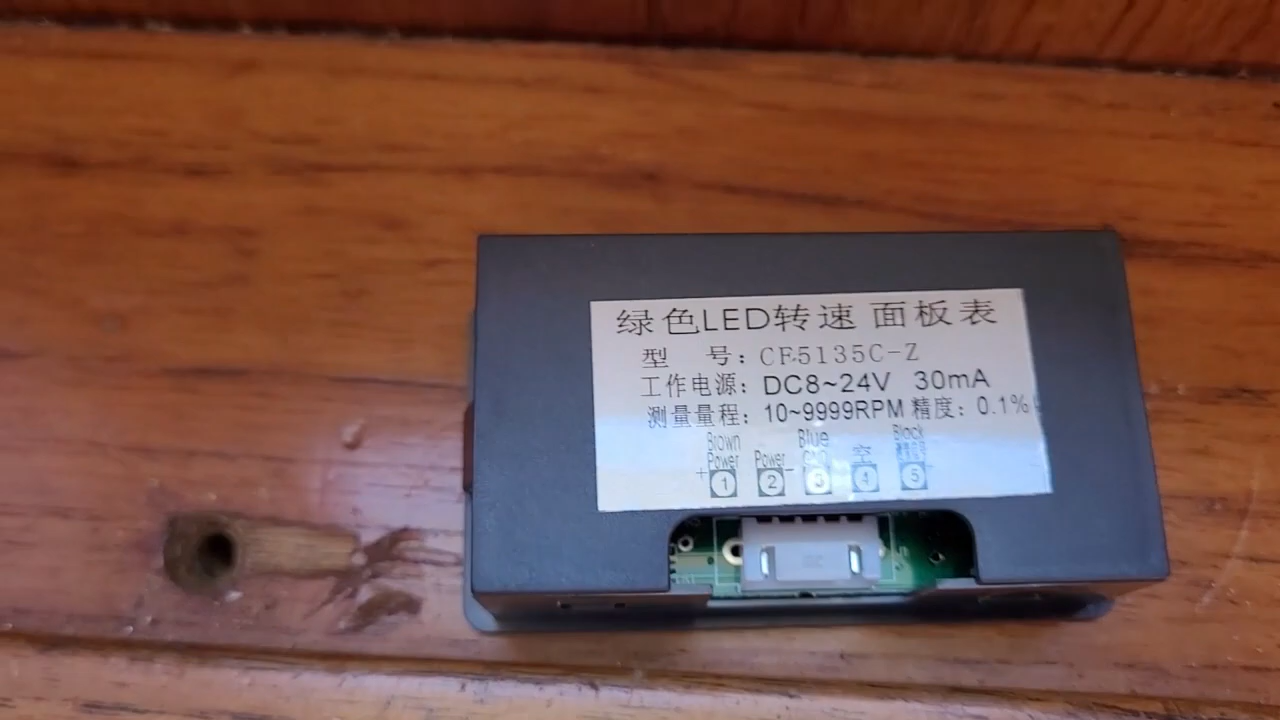 绿色LED转速 面板表
型 号：CF5135C-Z
工作电源：DC8~24V 30mA
测量量程：10~9999RPM 精度：0.1%
Brown Blue Black
Power Power GND 空
+ ① ② - ③ ④ ⑤